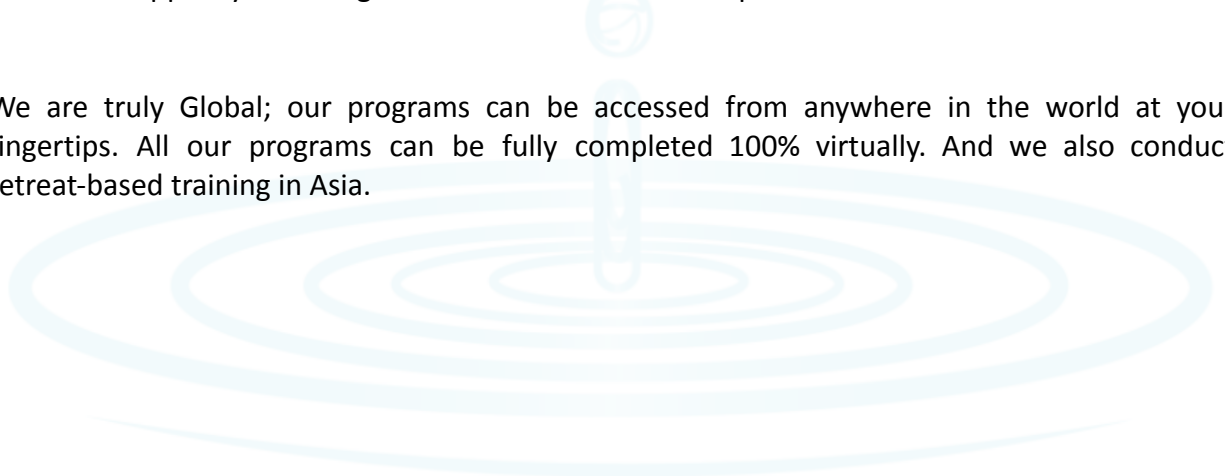 We are truly Global; our programs can be accessed from anywhere in the world at you
ingertips. All our programs can be fully completed 100% virtually. And we also conduc
etreat-based training in Asia.